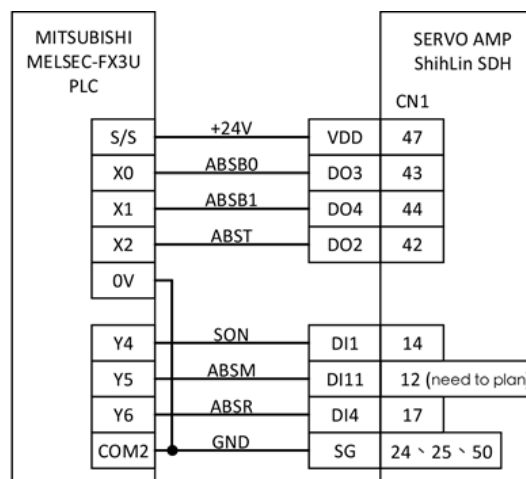 MITSUBISHI
MELSEC-FX3U
PLC
SERVO AMP
ShihLin SDH
CN1
S/S +24V VDD 47
X0 ABSB0 DO3 43
X1 ABSB1 DO4 44
X2 ABST DO2 42
0V
Y4 SON DI1 14
Y5 ABSM DI11 12 (need to plan)
Y6 ABSR DI4 17
COM2 GND SG 24、25、50